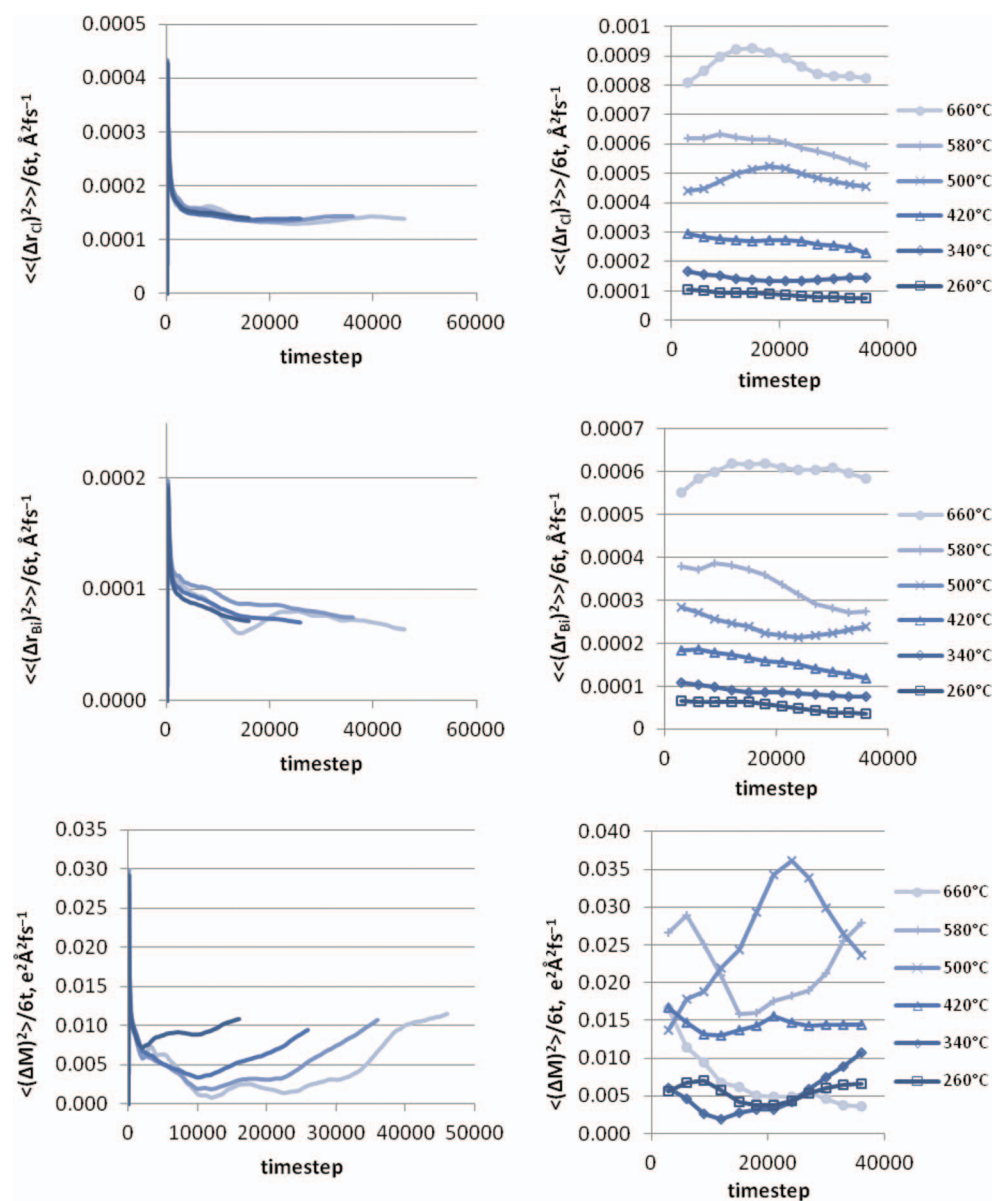 0.0005
0.0004
0.0003
0.0002
0.0001
0
<<(Δr_Cl)²>>/6t, Å²fs⁻¹
0 20000 40000 60000
timestep
0.001
0.0009
0.0008
0.0007
0.0006
0.0005
0.0004
0.0003
0.0002
0.0001
0
<<(Δr_Cl)²>>/6t, Å²fs⁻¹
0 20000 40000
timestep
660°C
580°C
500°C
420°C
340°C
260°C
0.0002
0.0001
0.0000
<<(Δr_Bi)²>>/6t, Å²fs⁻¹
0 20000 40000 60000
timestep
0.0007
0.0006
0.0005
0.0004
0.0003
0.0002
0.0001
0
<<(Δr_Bi)²>>/6t, Å²fs⁻¹
0 20000 40000
timestep
660°C
580°C
500°C
420°C
340°C
260°C
0.035
0.030
0.025
0.020
0.015
0.010
0.005
0.000
<(ΔM)²>/6t, e²Å²fs⁻¹
0 10000 20000 30000 40000 50000
timestep
0.040
0.035
0.030
0.025
0.020
0.015
0.010
0.005
0.000
<(ΔM)²>/6t, e²Å²fs⁻¹
0 20000 40000
timestep
660°C
580°C
500°C
420°C
340°C
260°C